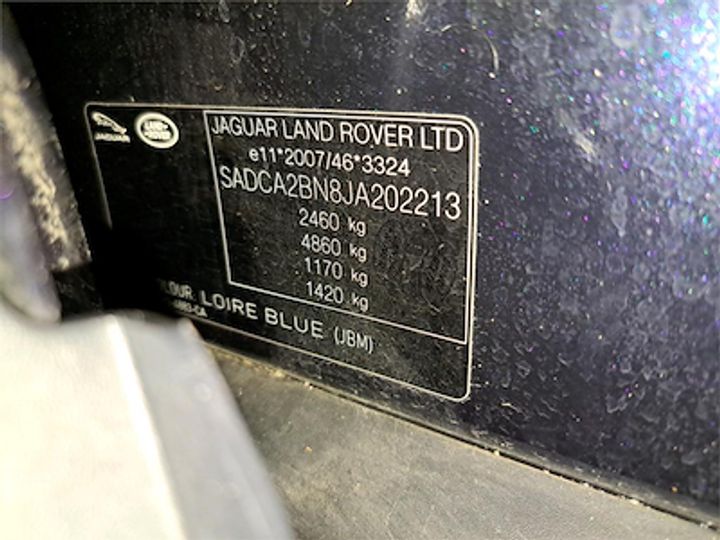 JAGUAR
LAND ROVER
JAGUAR LAND ROVER LTD
e11*2007/46*3324
SADCA2BN8JA202213
2460 kg
4860 kg
1170 kg
1420 kg
LOIRE BLUE (JBM)